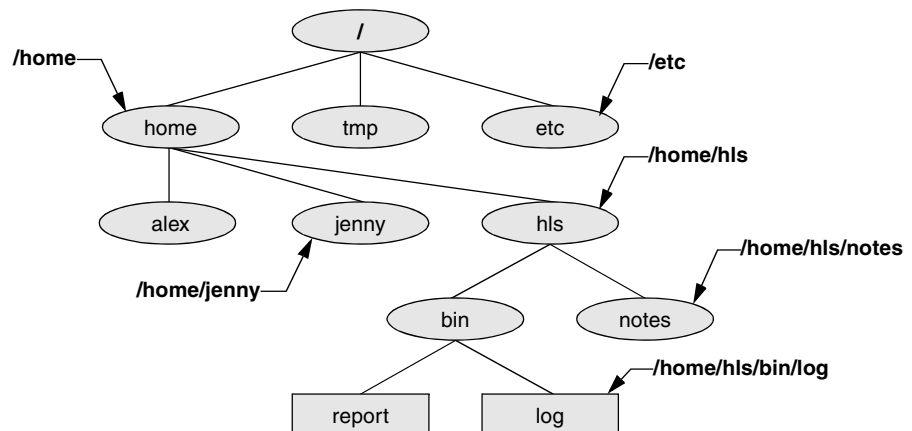 /
/home
/etc
home
tmp
etc
/home/hls
alex
jenny
hls
/home/hls/notes
/home/jenny
bin
notes
/home/hls/bin/log
report
log